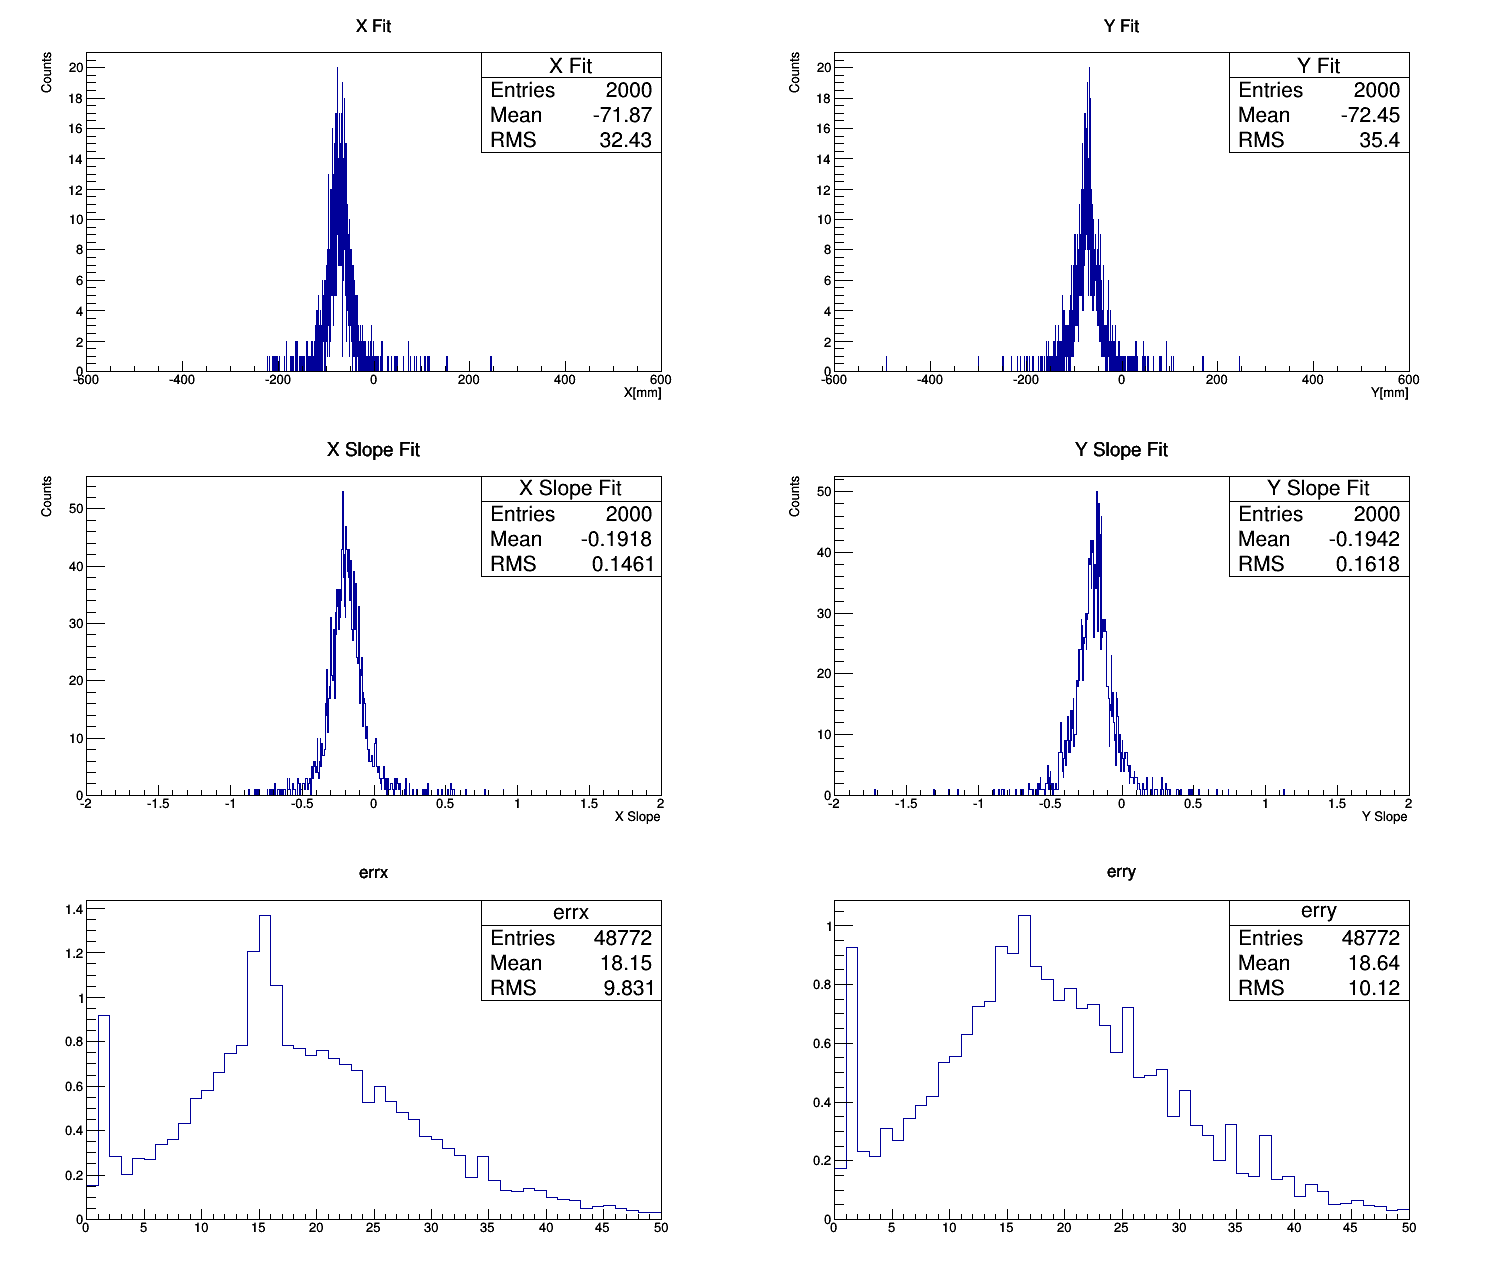 X Fit
Counts
X Fit
Entries 2000
Mean -71.87
RMS 32.43
20
18
16
14
12
10
8
6
4
2
0
-600 -400 -200 0 200 400 600
X[mm]
Y Fit
Counts
Y Fit
Entries 2000
Mean -72.45
RMS 35.4
20
18
16
14
12
10
8
6
4
2
0
-600 -400 -200 0 200 400 600
Y[mm]
X Slope Fit
Counts
X Slope Fit
Entries 2000
Mean -0.1918
RMS 0.1461
50
40
30
20
10
0
-2 -1.5 -1 -0.5 0 0.5 1 1.5 2
X Slope
Y Slope Fit
Counts
Y Slope Fit
Entries 2000
Mean -0.1942
RMS 0.1618
50
40
30
20
10
0
-2 -1.5 -1 -0.5 0 0.5 1 1.5 2
Y Slope
errx
errx
Entries 48772
Mean 18.15
RMS 9.831
1.4
1.2
1
0.8
0.6
0.4
0.2
0
0 5 10 15 20 25 30 35 40 45 50
erry
erry
Entries 48772
Mean 18.64
RMS 10.12
1
0.8
0.6
0.4
0.2
0
0 5 10 15 20 25 30 35 40 45 50